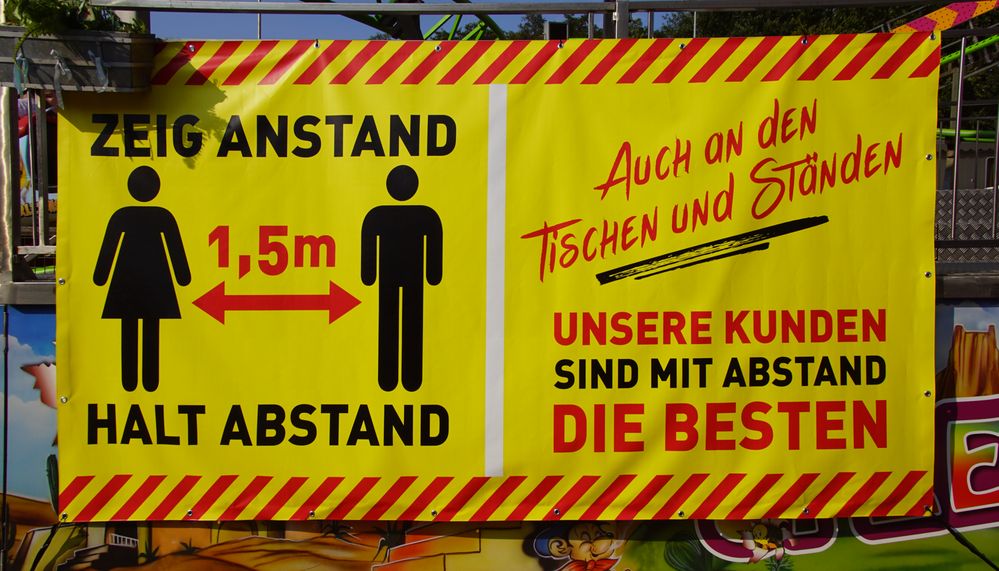 ZEIG ANSTAND
1,5m
HALT ABSTAND
AUCH AN DEN
TISCHEN UND STÄNDEN
UNSERE KUNDEN
SIND MIT ABSTAND
DIE BESTEN